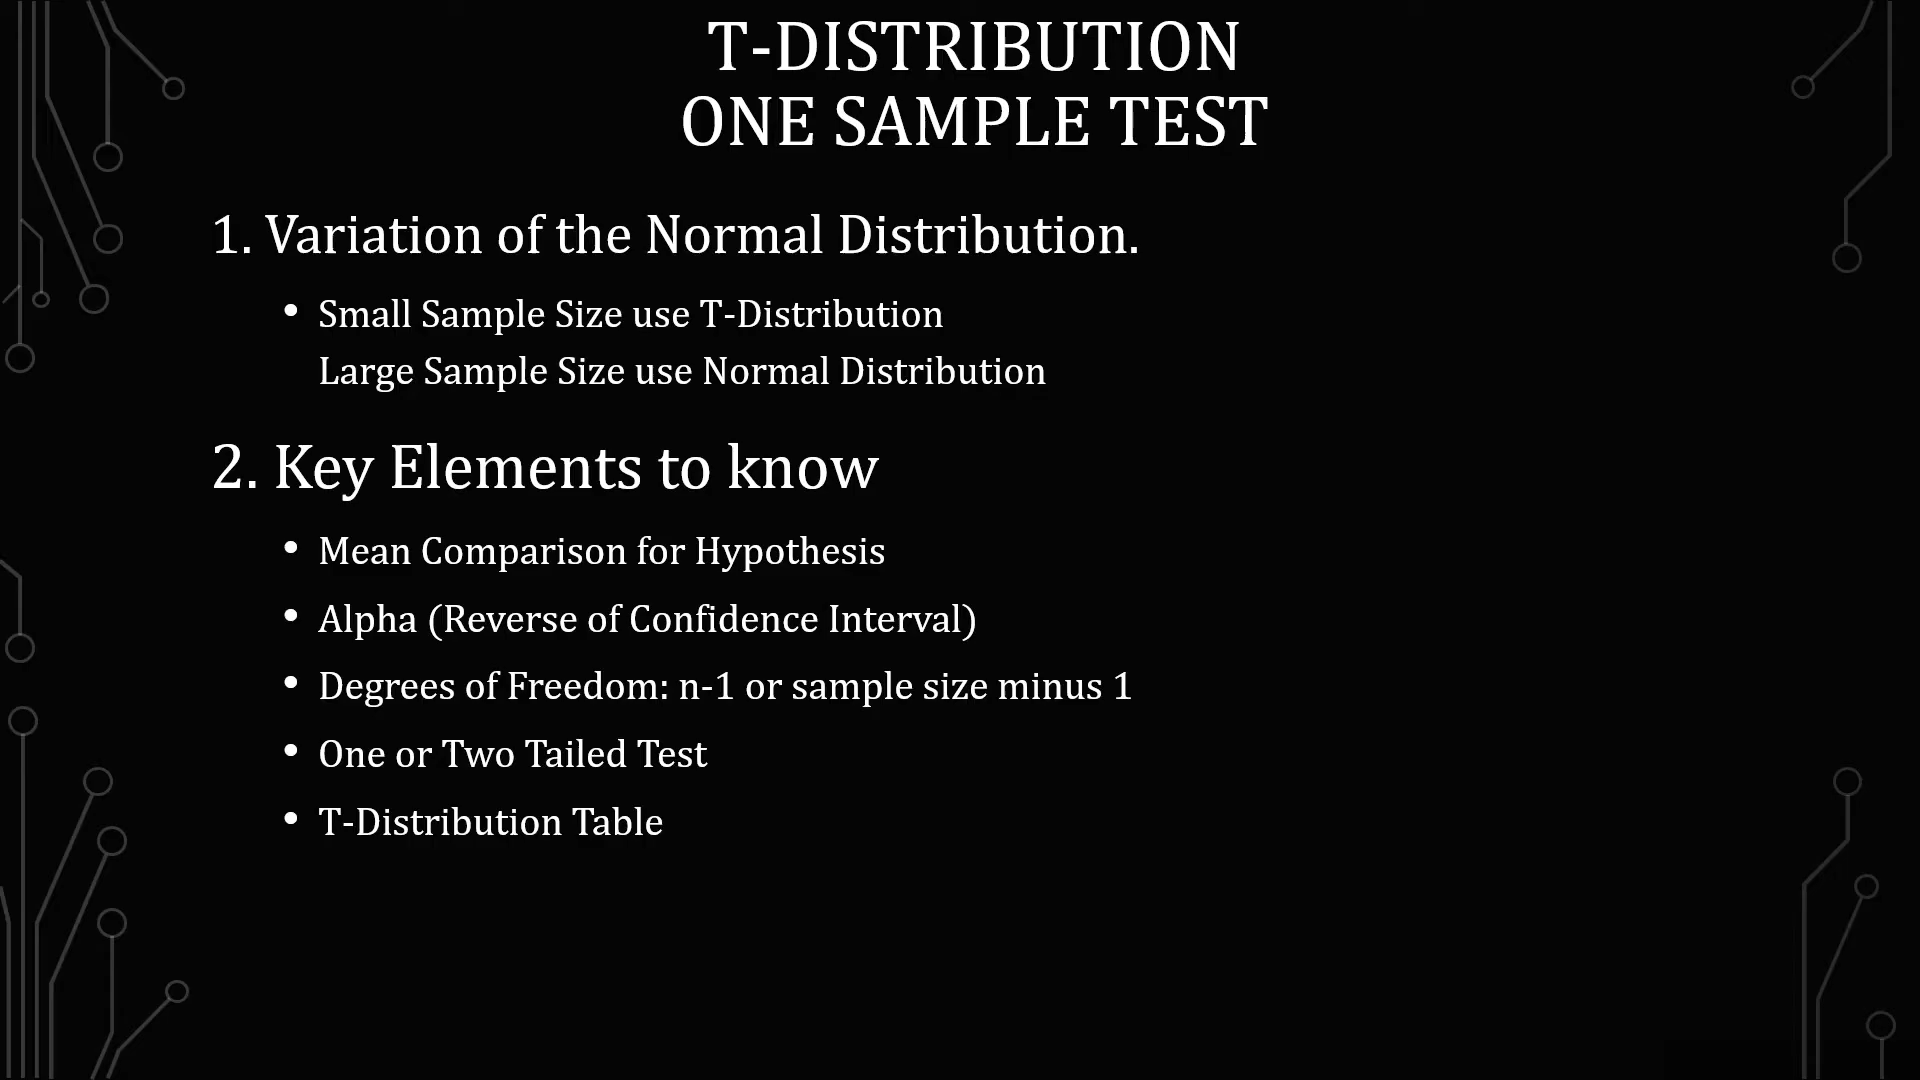 T-DISTRIBUTION
ONE SAMPLE TEST
1. Variation of the Normal Distribution.
• Small Sample Size use T-Distribution
Large Sample Size use Normal Distribution
2. Key Elements to know
• Mean Comparison for Hypothesis
• Alpha (Reverse of Confidence Interval)
• Degrees of Freedom: n-1 or sample size minus 1
• One or Two Tailed Test
• T-Distribution Table